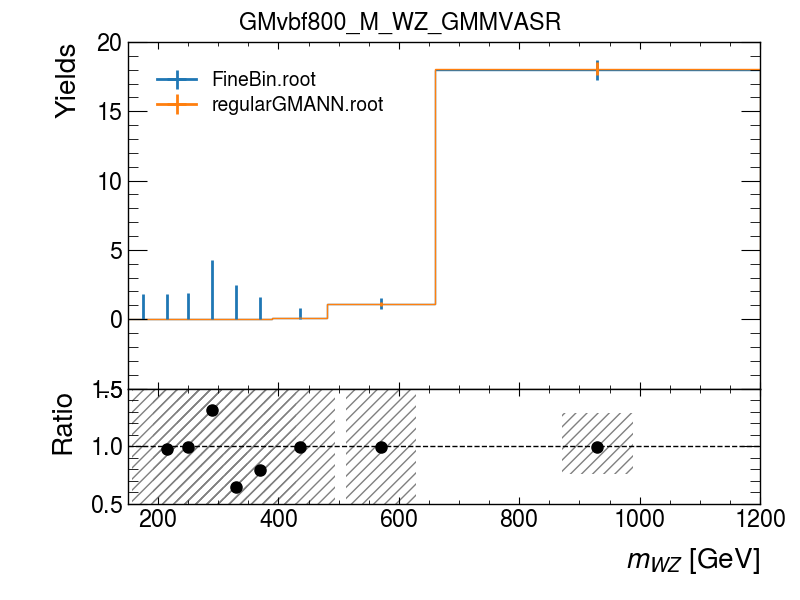 GMvbf800_M_WZ_GMMVASR
Yields
20
15
10
5
0
FineBin.root
regularGMANN.root
Ratio
1.5
1.0
0.5
200 400 600 800 1000 1200
m_WZ [GeV]